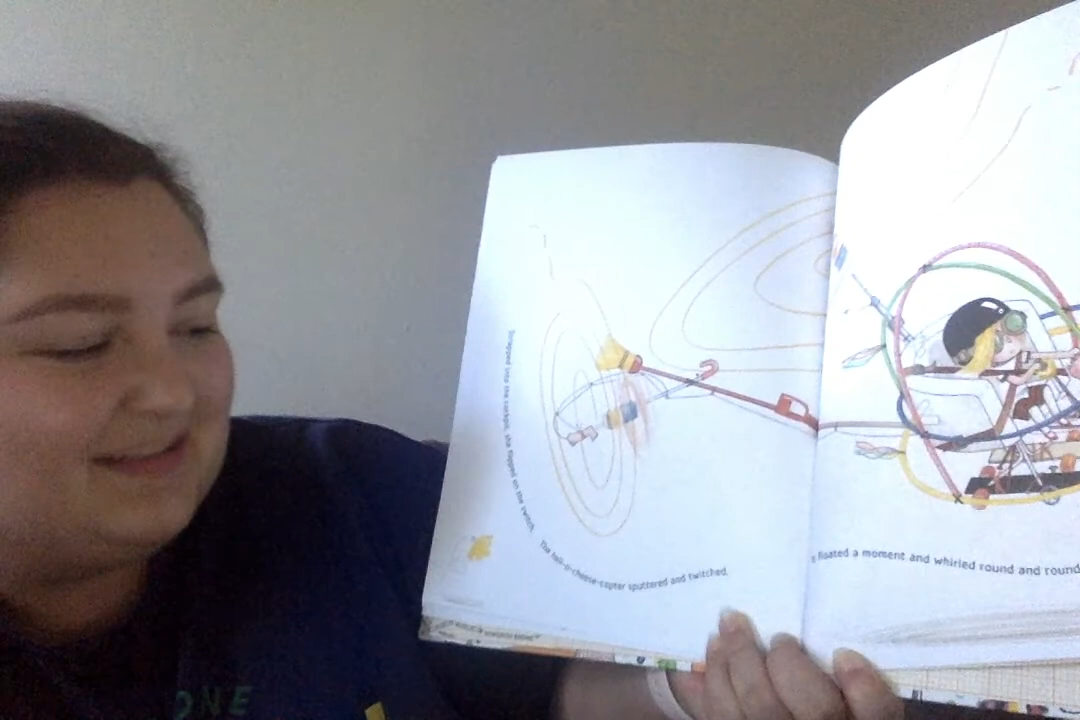 Strapped into the cockpit, she flipped on the switch.
The heli-o-cheese-copter sputtered and twitched.
floated a moment and whirled round and round
ONE